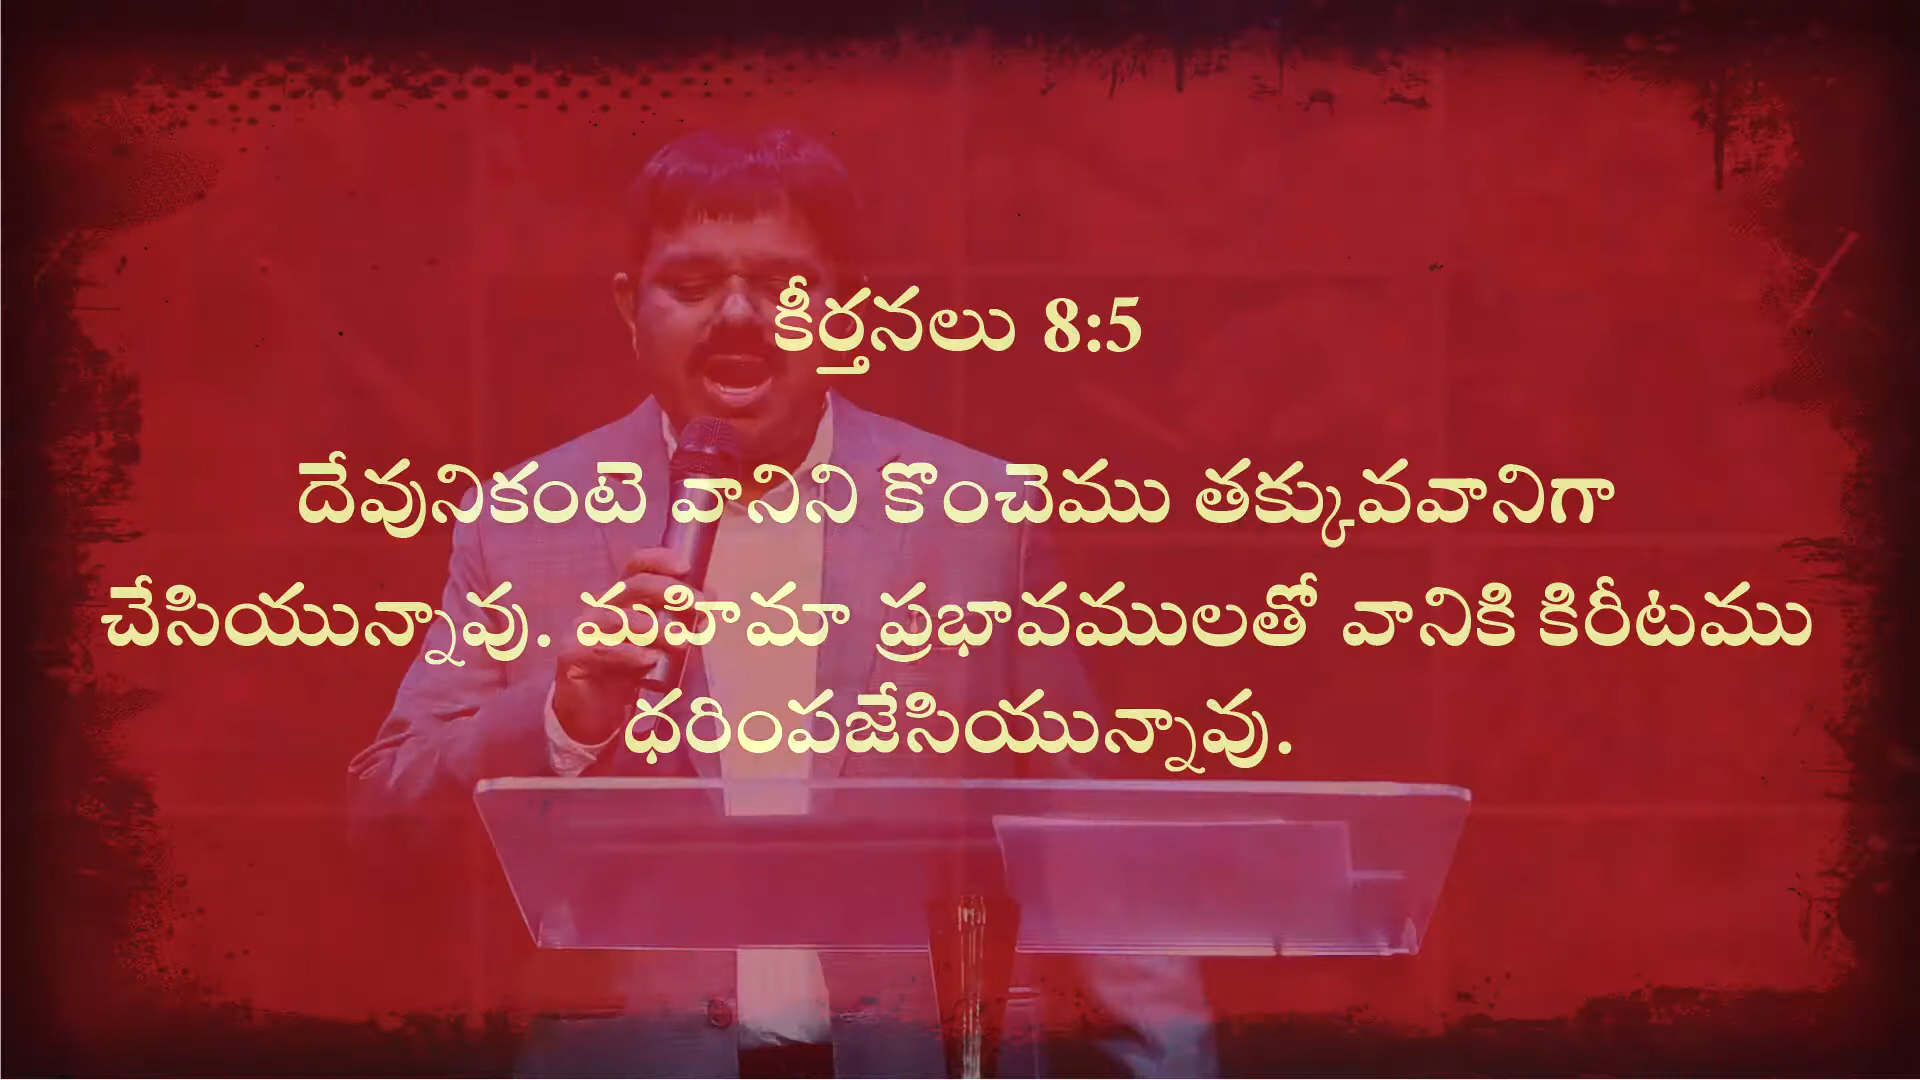 కీర్తనలు 8:5
దేవునికంటె వానిని కొంచెము తక్కువవానిగా
చేసియున్నావు. మహిమా ప్రభావములతో వానికి కిరీటము
ధరింపజేసియున్నావు.